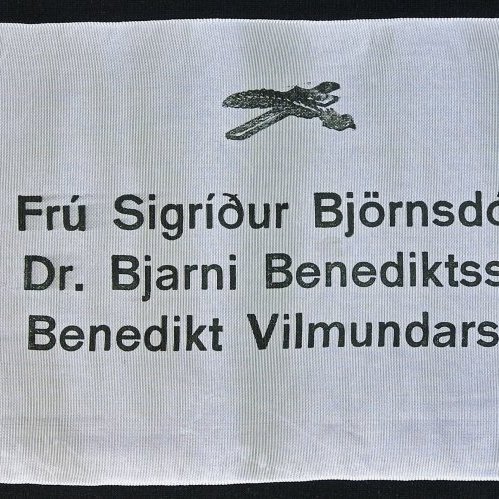 Frú Sigríður Björnsdó
Dr. Bjarni Benediktss
Benedikt Vilmundars